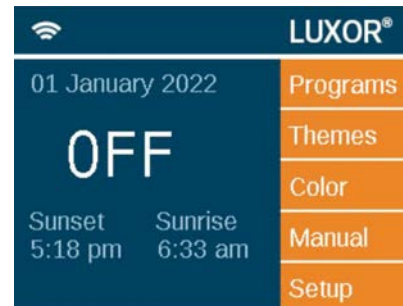 LUXOR®
01 January 2022
OFF
Sunset Sunrise
5:18 pm 6:33 am
Programs
Themes
Color
Manual
Setup